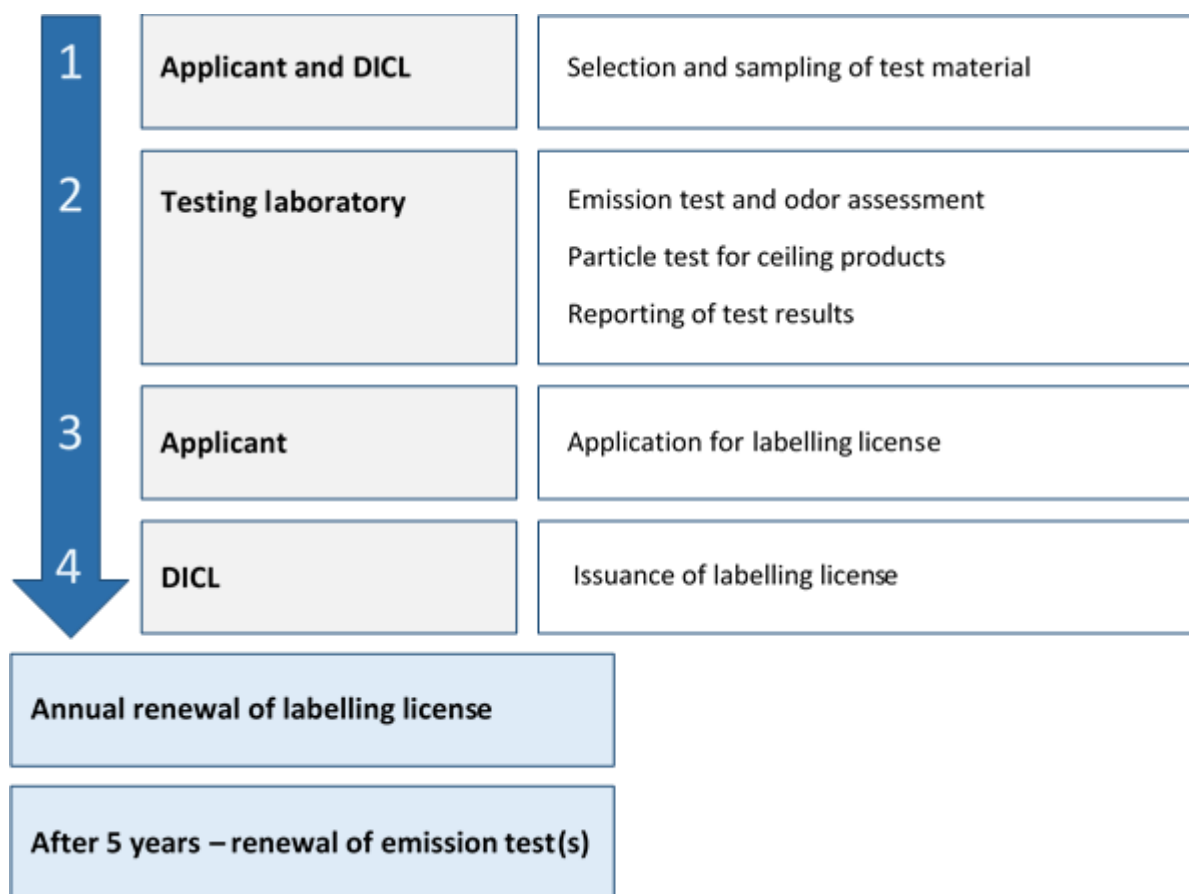 1
Applicant and DICL
Selection and sampling of test material
2
Testing laboratory
Emission test and odor assessment
Particle test for ceiling products
Reporting of test results
3
Applicant
Application for labelling license
4
DICL
Issuance of labelling license
Annual renewal of labelling license
After 5 years – renewal of emission test(s)